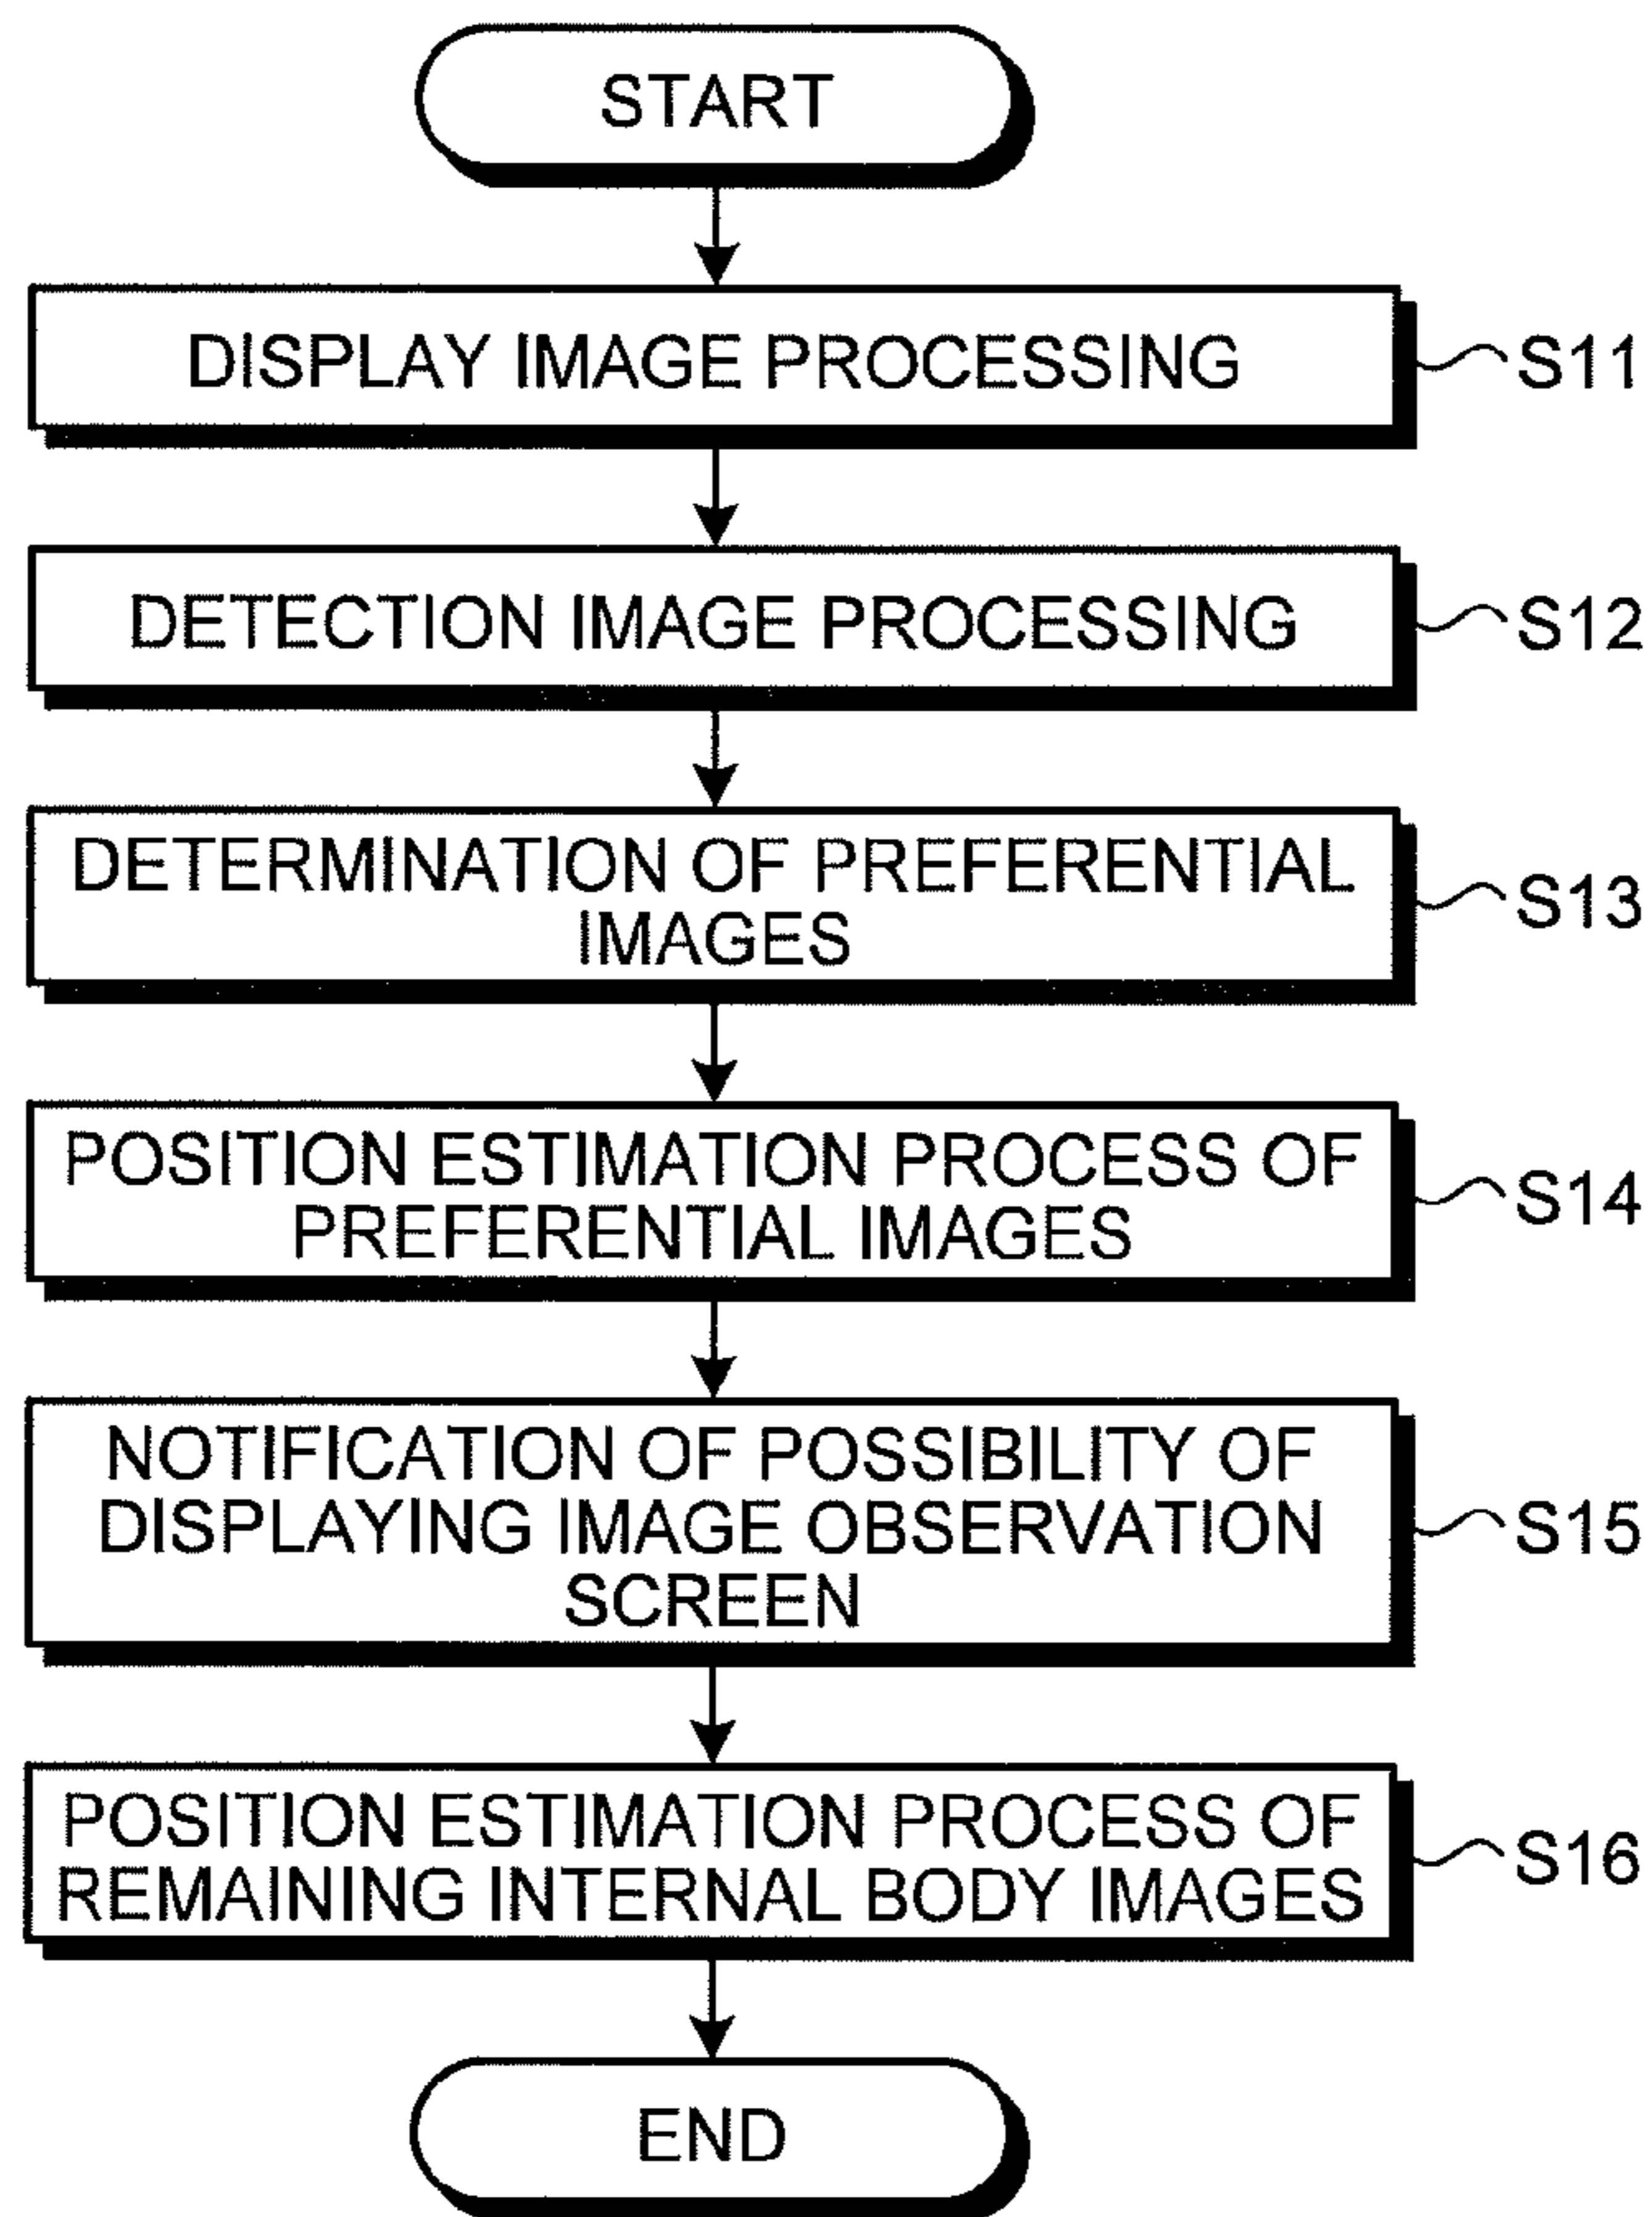 START
DISPLAY IMAGE PROCESSING
S11
DETECTION IMAGE PROCESSING
S12
DETERMINATION OF PREFERENTIAL
IMAGES
S13
POSITION ESTIMATION PROCESS OF
PREFERENTIAL IMAGES
S14
NOTIFICATION OF POSSIBILITY OF
DISPLAYING IMAGE OBSERVATION
SCREEN
S15
POSITION ESTIMATION PROCESS OF
REMAINING INTERNAL BODY IMAGES
S16
END